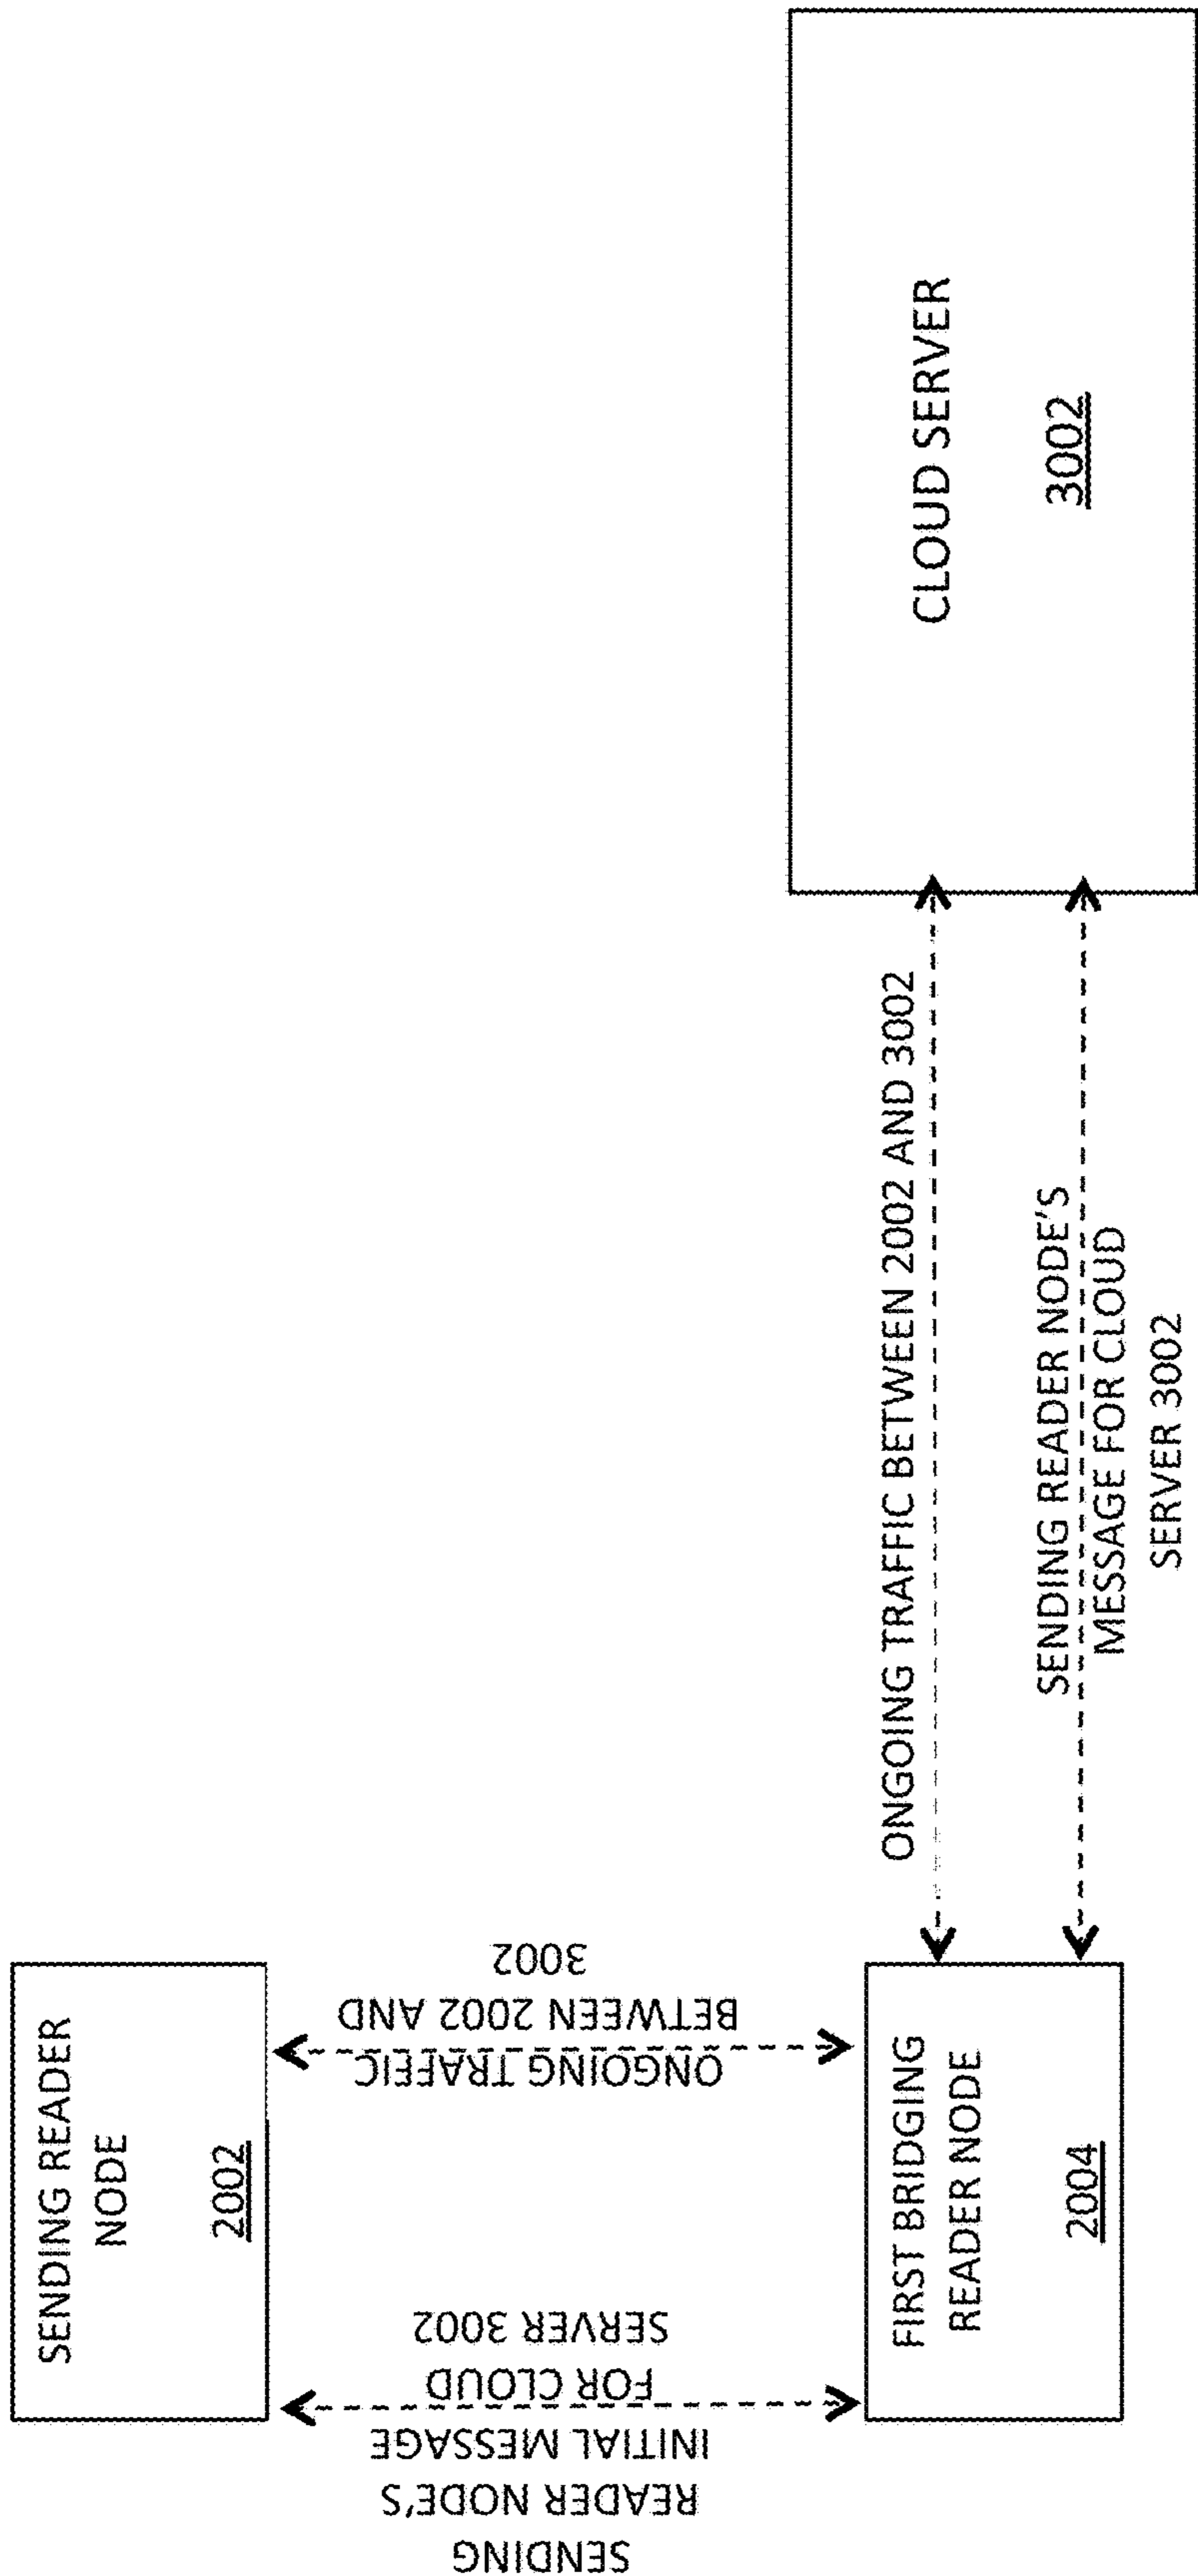 SENDING READER
NODE
2002
SENDING
READER NODE'S
INITIAL MESSAGE
FOR CLOUD
SERVER 3002
ONGOING TRAFFIC
BETWEEN 2002 AND
3002
FIRST BRIDGING
READER NODE
2004
ONGOING TRAFFIC BETWEEN 2002 AND 3002
SENDING READER NODE'S
MESSAGE FOR CLOUD
SERVER 3002
CLOUD SERVER
3002